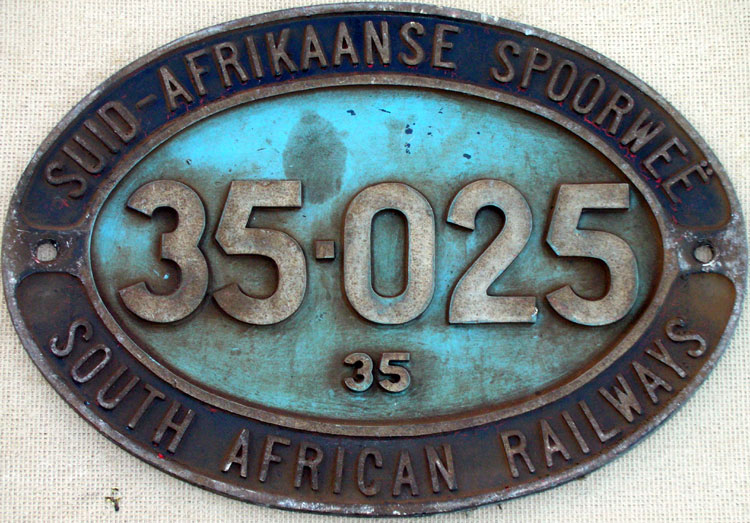 SUID-AFRIKAANSE SPOORWEË
35-025
35
SOUTH AFRICAN RAILWAYS